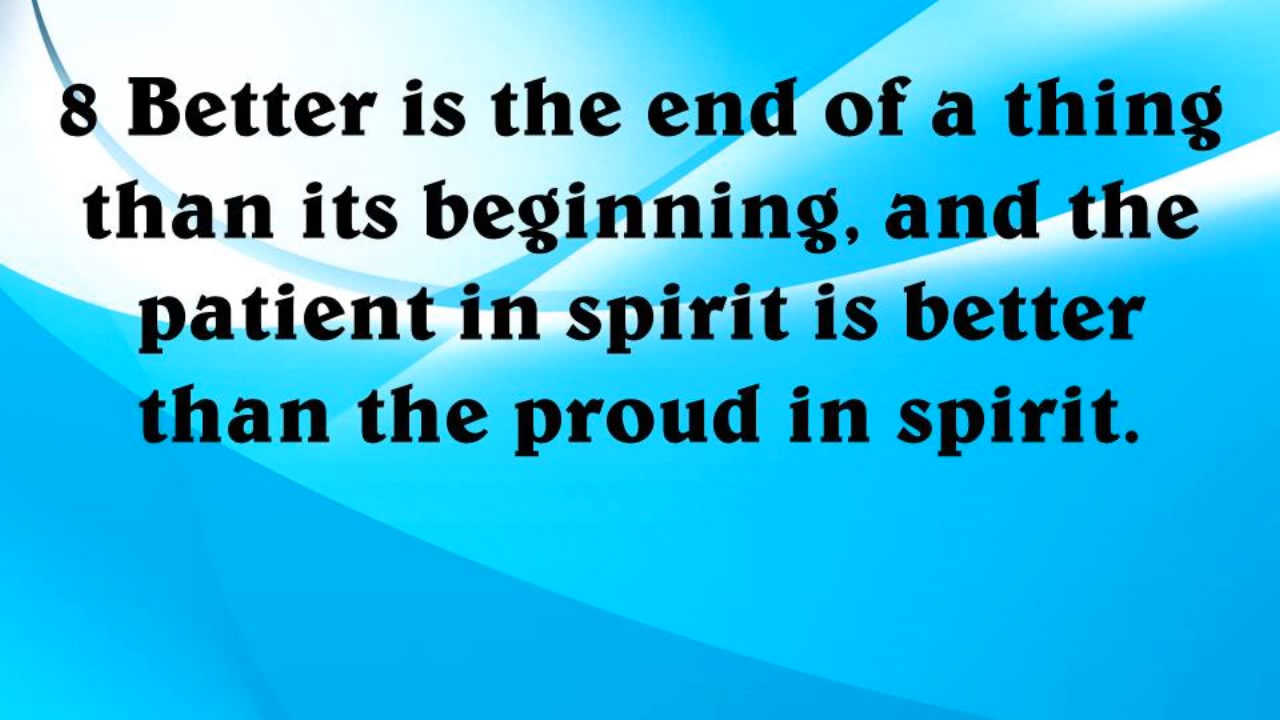 8 Better is the end of a thing
than its beginning, and the
patient in spirit is better
than the proud in spirit.